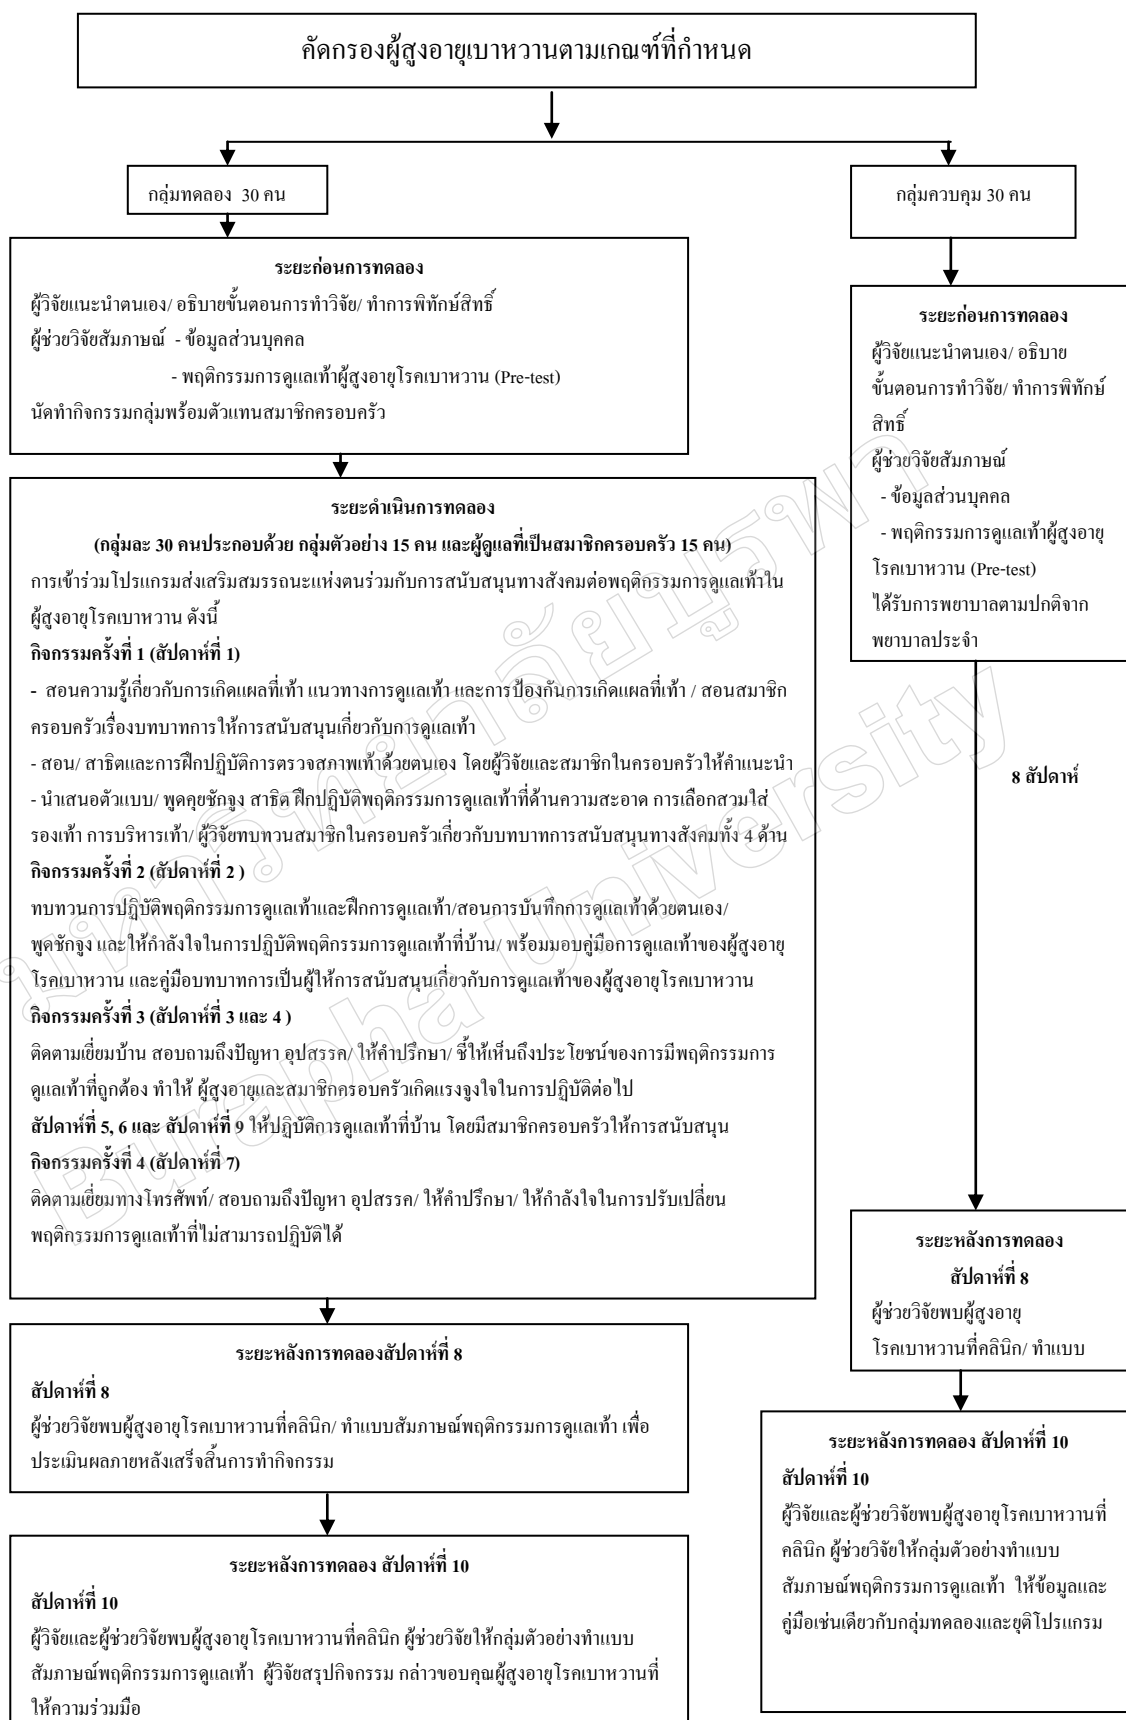 คัดกรองผู้สูงอายุเบาหวานตามเกณฑ์ที่กำหนด
กลุ่มทดลอง 30 คน
ระยะก่อนการทดลอง
ผู้วิจัยแนะนำตนเอง/ อธิบายขั้นตอนการทำวิจัย/ ทำการพิทักษ์สิทธิ์
ผู้ช่วยวิจัยสัมภาษณ์ - ข้อมูลส่วนบุคคล
- พฤติกรรมการดูแลเท้าผู้สูงอายุโรคเบาหวาน (Pre-test)
นัดทำกิจกรรมกลุ่มพร้อมตัวแทนสมาชิกครอบครัว
ระยะดำเนินการทดลอง
(กลุ่มละ 30 คนประกอบด้วย กลุ่มตัวอย่าง 15 คน และผู้ดูแลที่เป็นสมาชิกครอบครัว 15 คน)
การเข้าร่วมโปรแกรมส่งเสริมสมรรถนะแห่งตนร่วมกับการสนับสนุนทางสังคมต่อพฤติกรรมการดูแลเท้าใน
ผู้สูงอายุโรคเบาหวาน ดังนี้
กิจกรรมครั้งที่ 1 (สัปดาห์ที่ 1)
- สอนความรู้เกี่ยวกับการเกิดแผลที่เท้า แนวทางการดูแลเท้า และการป้องกันการเกิดแผลที่เท้า / สอนสมาชิก
ครอบครัวเรื่องบทบาทการให้การสนับสนุนเกี่ยวกับการดูแลเท้า
- สอน/ สาธิตและการฝึกปฏิบัติการตรวจสภาพเท้าด้วยตนเอง โดยผู้วิจัยและสมาชิกในครอบครัวให้คำแนะนำ
- นำเสนอตัวแบบ/ พูดคุยชักจูง สาธิต ฝึกปฏิบัติพฤติกรรมการดูแลเท้าที่ด้านความสะอาด การเลือกสวมใส่
รองเท้า การบริหารเท้า/ ผู้วิจัยทบทวนสมาชิกในครอบครัวเกี่ยวกับบทบาทการสนับสนุนทางสังคมทั้ง 4 ด้าน
กิจกรรมครั้งที่ 2 (สัปดาห์ที่ 2 )
ทบทวนการปฏิบัติพฤติกรรมการดูแลเท้าและฝึกการดูแลเท้า/สอนการบันทึกการดูแลเท้าด้วยตนเอง/
พูดชักจูง และให้กำลังใจในการปฏิบัติพฤติกรรมการดูแลเท้าที่บ้าน/ พร้อมมอบคู่มือการดูแลเท้าของผู้สูงอายุ
โรคเบาหวาน และคู่มือบทบาทการเป็นผู้ให้การสนับสนุนเกี่ยวกับการดูแลเท้าของผู้สูงอายุโรคเบาหวาน
กิจกรรมครั้งที่ 3 (สัปดาห์ที่ 3 และ 4 )
ติดตามเยี่ยมบ้าน สอบถามถึงปัญหา อุปสรรค/ ให้คำปรึกษา/ ชี้ให้เห็นถึงประโยชน์ของการมีพฤติกรรมการ
ดูแลเท้าที่ถูกต้อง ทำให้ ผู้สูงอายุและสมาชิกครอบครัวเกิดแรงจูงใจในการปฏิบัติต่อไป
สัปดาห์ที่ 5, 6 และ สัปดาห์ที่ 9 ให้ปฏิบัติการดูแลเท้าที่บ้าน โดยมีสมาชิกครอบครัวให้การสนับสนุน
กิจกรรมครั้งที่ 4 (สัปดาห์ที่ 7)
ติดตามเยี่ยมทางโทรศัพท์/ สอบถามถึงปัญหา อุปสรรค/ ให้คำปรึกษา/ ให้กำลังใจในการปรับเปลี่ยน
พฤติกรรมการดูแลเท้าที่ไม่สามารถปฏิบัติได้
ระยะหลังการทดลองสัปดาห์ที่ 8
สัปดาห์ที่ 8
ผู้ช่วยวิจัยพบผู้สูงอายุโรคเบาหวานที่คลินิก/ ทำแบบสัมภาษณ์พฤติกรรมการดูแลเท้า เพื่อ
ประเมินผลภายหลังเสร็จสิ้นการทำกิจกรรม
ระยะหลังการทดลอง สัปดาห์ที่ 10
สัปดาห์ที่ 10
ผู้วิจัยและผู้ช่วยวิจัยพบผู้สูงอายุโรคเบาหวานที่คลินิก ผู้ช่วยวิจัยให้กลุ่มตัวอย่างทำแบบ
สัมภาษณ์พฤติกรรมการดูแลเท้า ผู้วิจัยสรุปกิจกรรม กล่าวขอบคุณผู้สูงอายุโรคเบาหวานที่
ให้ความร่วมมือ
กลุ่มควบคุม 30 คน
ระยะก่อนการทดลอง
ผู้วิจัยแนะนำตนเอง/ อธิบาย
ขั้นตอนการทำวิจัย/ ทำการพิทักษ์
สิทธิ์
ผู้ช่วยวิจัยสัมภาษณ์
- ข้อมูลส่วนบุคคล
- พฤติกรรมการดูแลเท้าผู้สูงอายุ
โรคเบาหวาน (Pre-test)
ได้รับการพยาบาลตามปกติจาก
พยาบาลประจำ
8 สัปดาห์
ระยะหลังการทดลอง
สัปดาห์ที่ 8
ผู้ช่วยวิจัยพบผู้สูงอายุ
โรคเบาหวานที่คลินิก/ ทำแบบ
ระยะหลังการทดลอง สัปดาห์ที่ 10
สัปดาห์ที่ 10
ผู้วิจัยและผู้ช่วยวิจัยพบผู้สูงอายุโรคเบาหวานที่
คลินิก ผู้ช่วยวิจัยให้กลุ่มตัวอย่างทำแบบ
สัมภาษณ์พฤติกรรมการดูแลเท้า ให้ข้อมูลและ
คู่มือเช่นเดียวกับกลุ่มทดลองและยุติโปรแกรม
มหาวิทยาลัยบูรพา
Burapha University